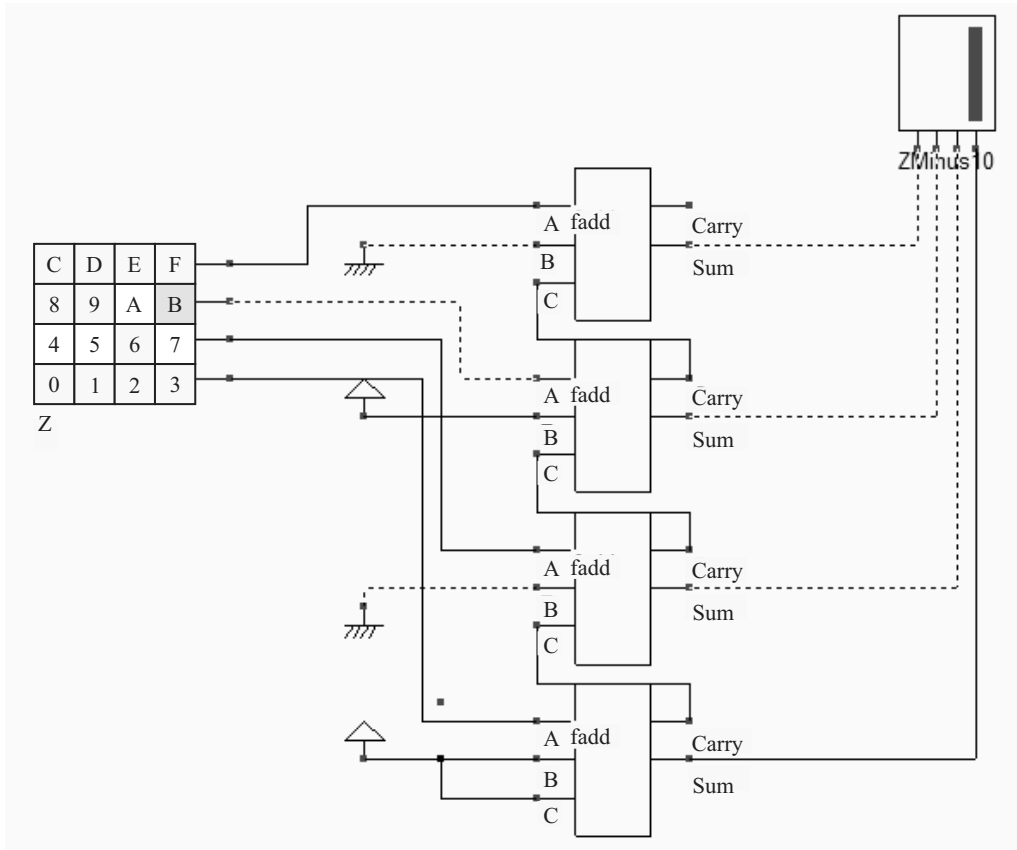 ZMinus10
A fadd Carry
B Sum
C
C D E F
8 9 A B
4 5 6 7
0 1 2 3
Z
A fadd Carry
B Sum
C
A fadd Carry
B Sum
C
A fadd Carry
B Sum
C